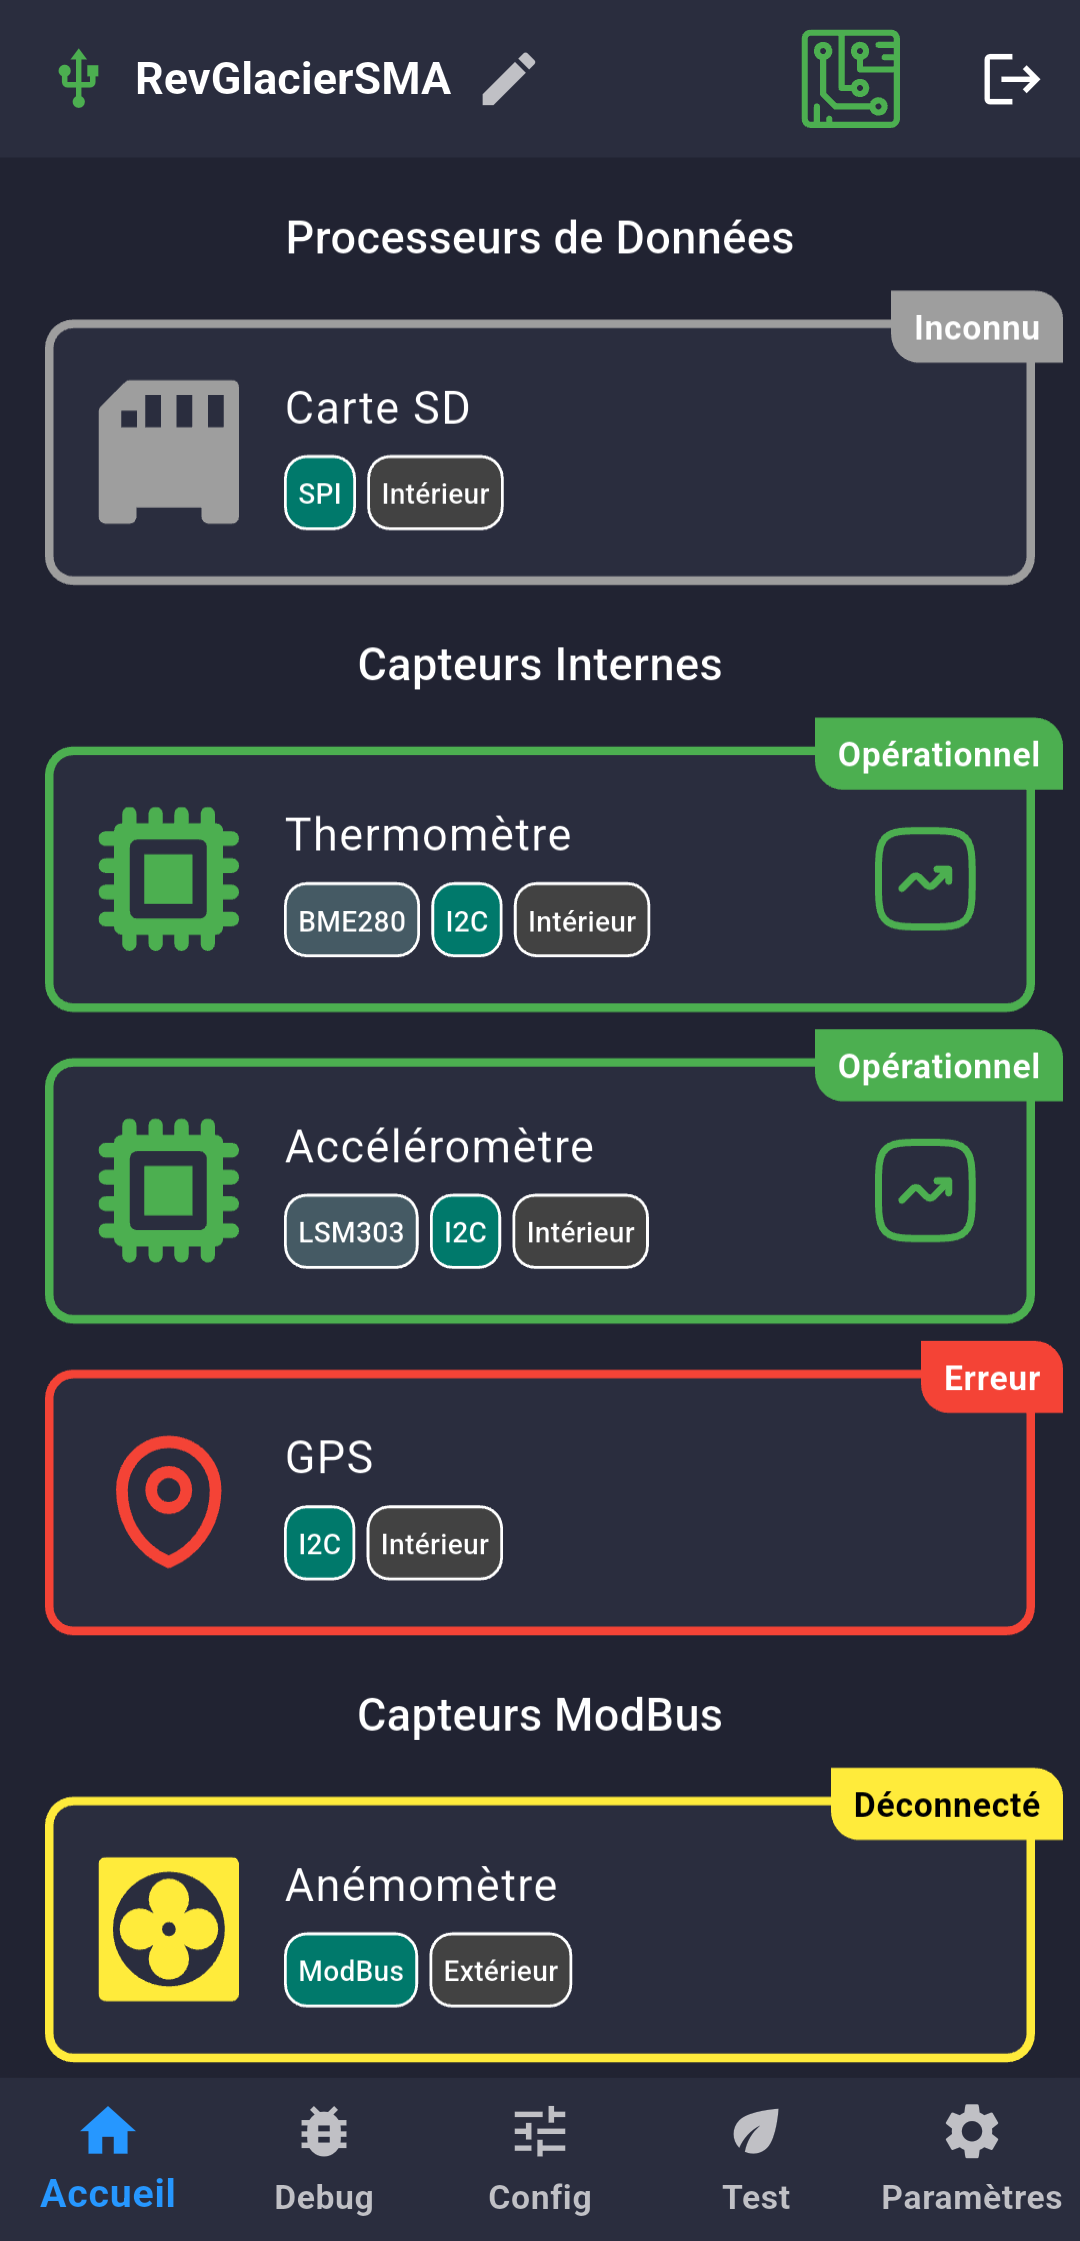 RevGlacierSMA
Processeurs de Données
Inconnu
Carte SD
SPI Intérieur
Capteurs Internes
Opérationnel
Thermomètre
BME280 I2C Intérieur
Opérationnel
Accéléromètre
LSM303 I2C Intérieur
Erreur
GPS
I2C Intérieur
Capteurs ModBus
Déconnecté
Anémomètre
ModBus Extérieur
Accueil Debug Config Test Paramètres